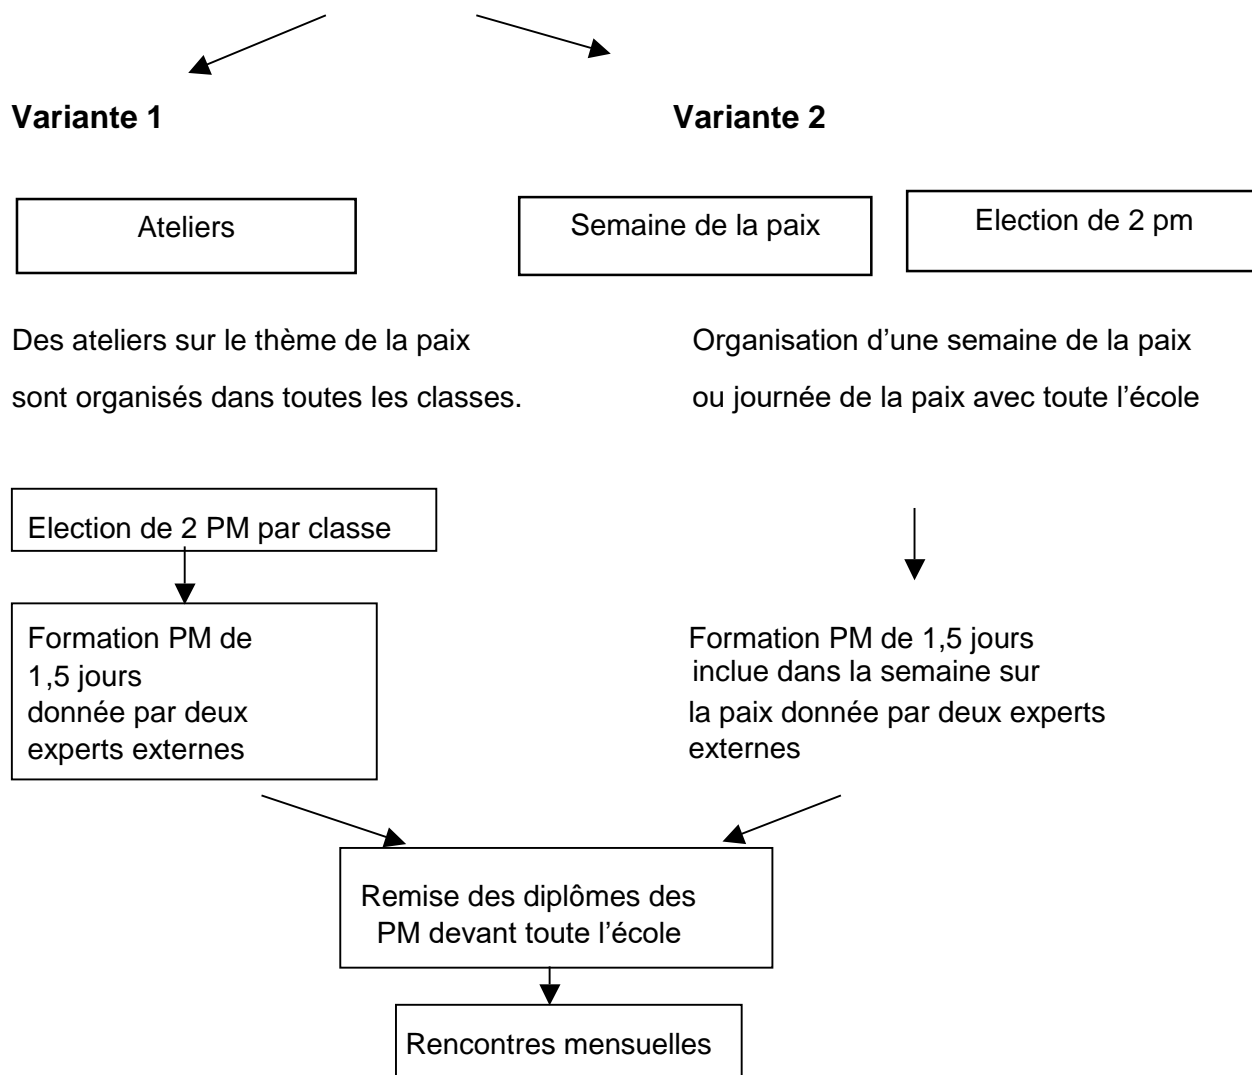 Variante 1
Variante 2
Ateliers
Semaine de la paix
Election de 2 pm
Des ateliers sur le thème de la paix
sont organisés dans toutes les classes.
Organisation d’une semaine de la paix
ou journée de la paix avec toute l’école
Election de 2 PM par classe
Formation PM de
1,5 jours
donnée par deux
experts externes
Formation PM de 1,5 jours
inclue dans la semaine sur
la paix donnée par deux experts
externes
Remise des diplômes des
PM devant toute l’école
Rencontres mensuelles